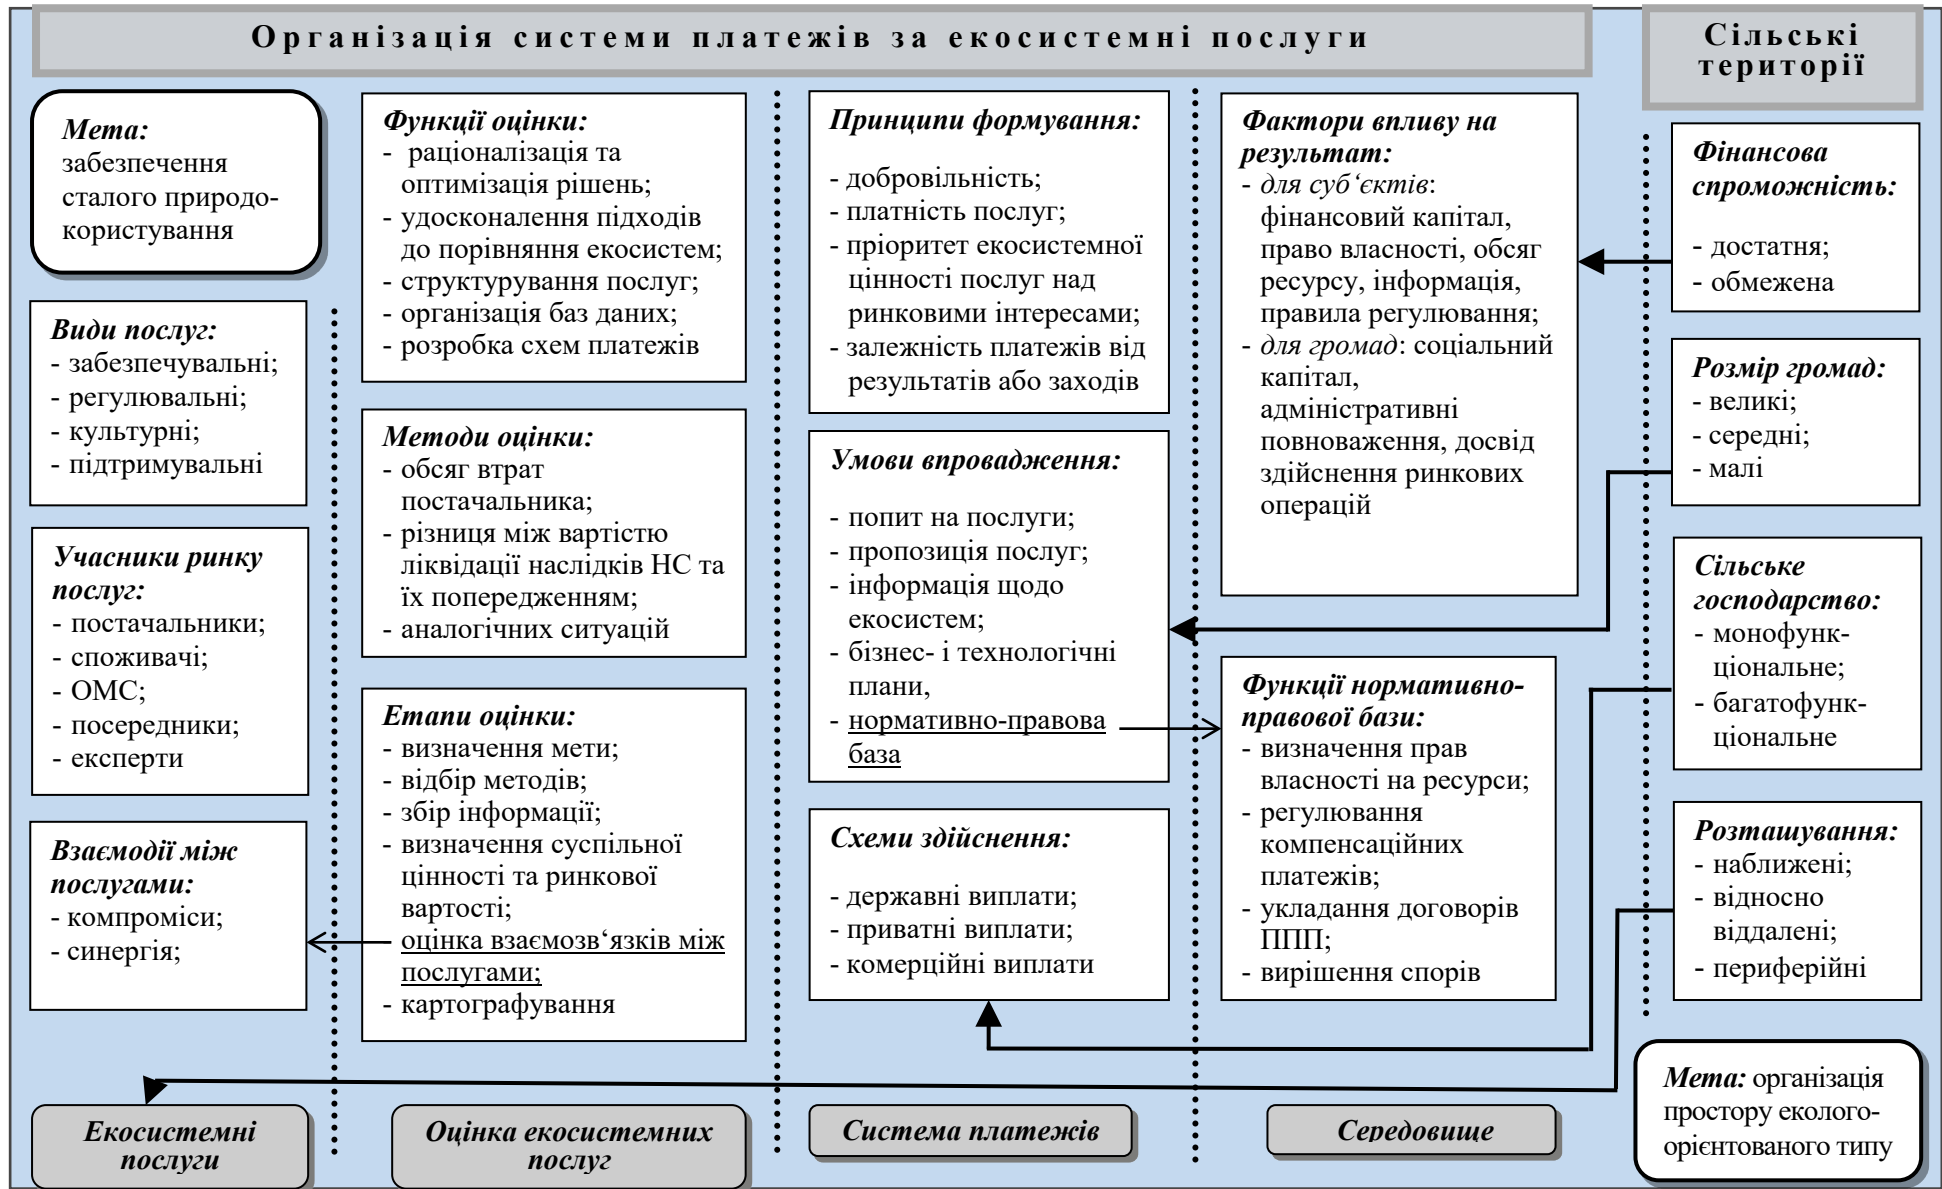 Організація системи платежів за екосистемні послуги
Сільські
території
Мета:
забезпечення
сталого природо-
користування
Види послуг:
- забезпечувальні;
- регулювальні;
- культурні;
- підтримувальні
Учасники ринку
послуг:
- постачальники;
- споживачі;
- ОМС;
- посередники;
- експерти
Взаємодії між
послугами:
- компроміси;
- синергія;
Екосистемні
послуги
Функції оцінки:
- раціоналізація та
оптимізація рішень;
- удосконалення підходів
до порівняння екосистем;
- структурування послуг;
- організація баз даних;
- розробка схем платежів
Методи оцінки:
- обсяг втрат
постачальника;
- різниця між вартістю
ліквідації наслідків НС та
їх попередженням;
- аналогічних ситуацій
Етапи оцінки:
- визначення мети;
- відбір методів;
- збір інформації;
- визначення суспільної
цінності та ринкової
вартості;
- оцінка взаємозв‘язків між
послугами;
- картографування
Оцінка екосистемних
послуг
Принципи формування:
- добровільність;
- платність послуг;
- пріоритет екосистемної
цінності послуг над
ринковими інтересами;
- залежність платежів від
результатів або заходів
Умови впровадження:
- попит на послуги;
- пропозиція послуг;
- інформація щодо
екосистем;
- бізнес- і технологічні
плани,
- нормативно-правова
база
Схеми здійснення:
- державні виплати;
- приватні виплати;
- комерційні виплати
Система платежів
Фактори впливу на
результат:
- для суб‘єктів:
фінансовий капітал,
право власності, обсяг
ресурсу, інформація,
правила регулювання;
- для громад: соціальний
капітал,
адміністративні
повноваження, досвід
здійснення ринкових
операцій
Функції нормативно-
правової бази:
- визначення прав
власності на ресурси;
- регулювання
компенсаційних
платежів;
- укладання договорів
ППП;
- вирішення спорів
Середовище
Фінансова
спроможність:
- достатня;
- обмежена
Розмір громад:
- великі;
- середні;
- малі
Сільське
господарство:
- монофунк-
ціональне;
- багатофунк-
ціональне
Розташування:
- наближені;
- відносно
віддалені;
- периферійні
Мета: організація
простору еколого-
орієнтованого типу